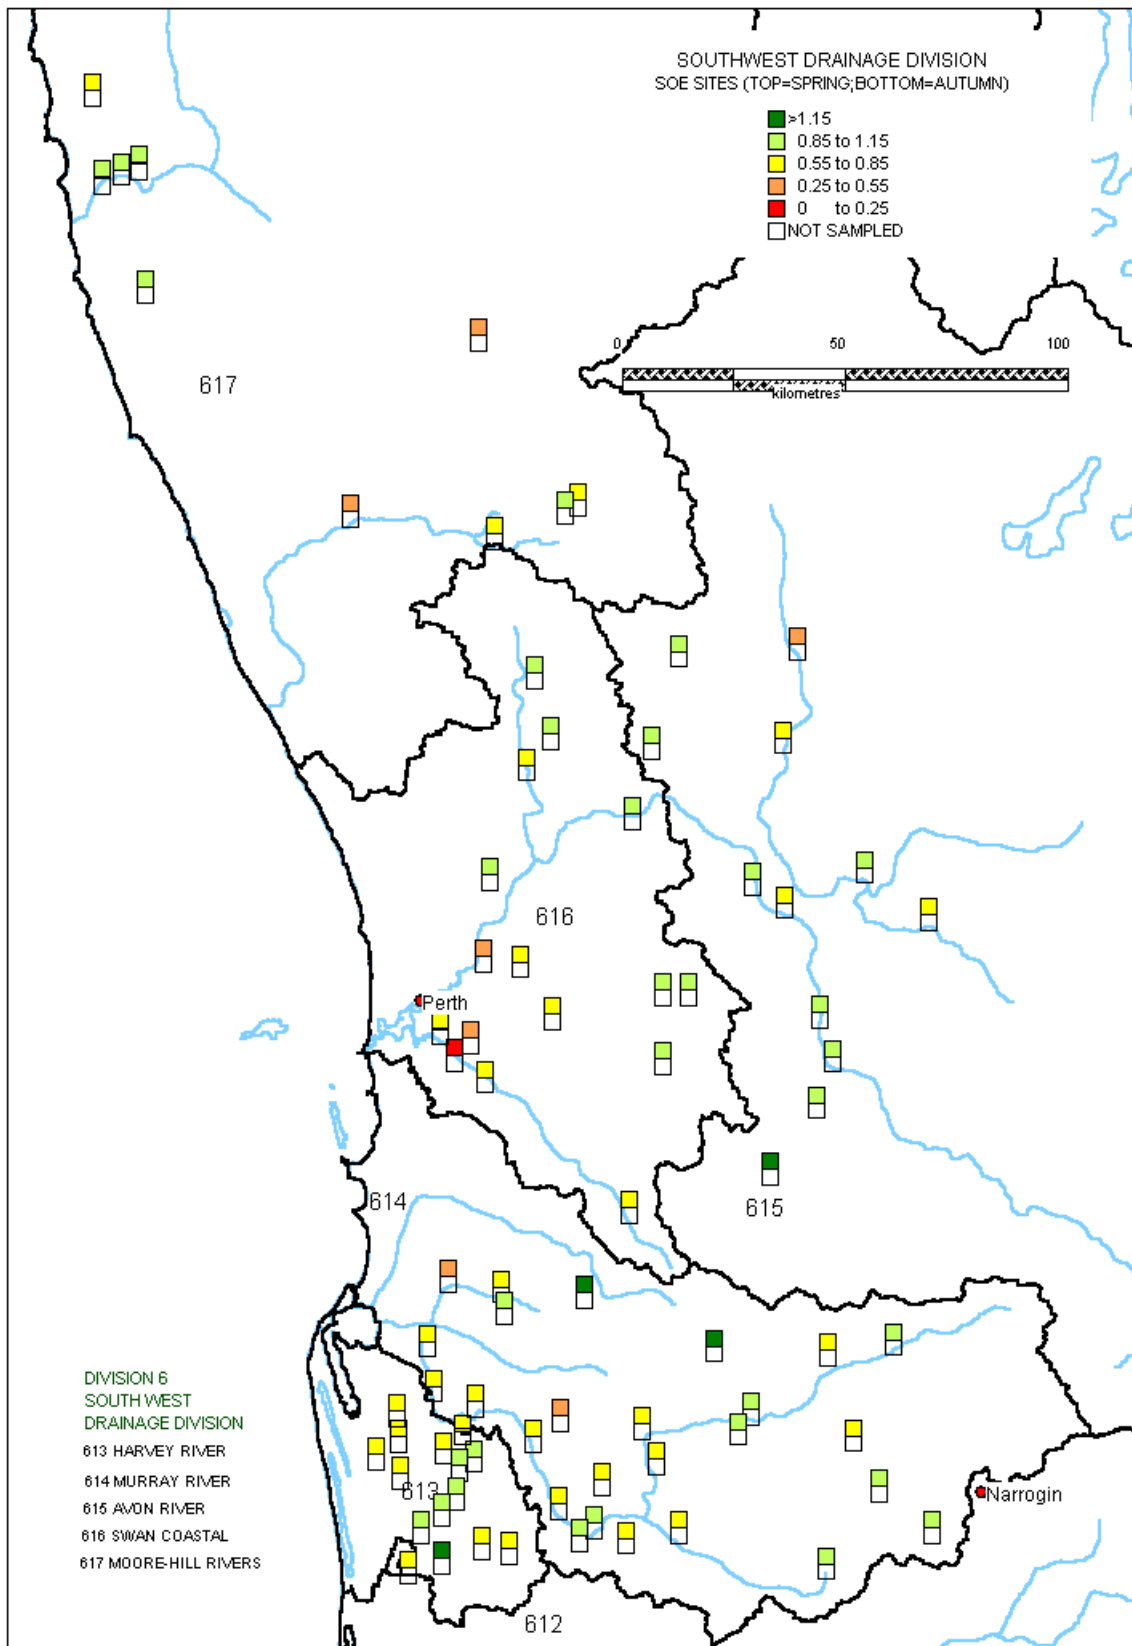 SOUTHWEST DRAINAGE DIVISION
SOE SITES (TOP=SPRING;BOTTOM=AUTUMN)
>1.15
0.85 to 1.15
0.55 to 0.85
0.25 to 0.55
0 to 0.25
NOT SAMPLED
0 50 100
kilometres
617
616
Perth
614
615
DIVISION 6
SOUTH WEST
DRAINAGE DIVISION
613 HARVEY RIVER
614 MURRAY RIVER
615 AVON RIVER
616 SWAN COASTAL
617 MOORE-HILL RIVERS
613
Narrogin
612